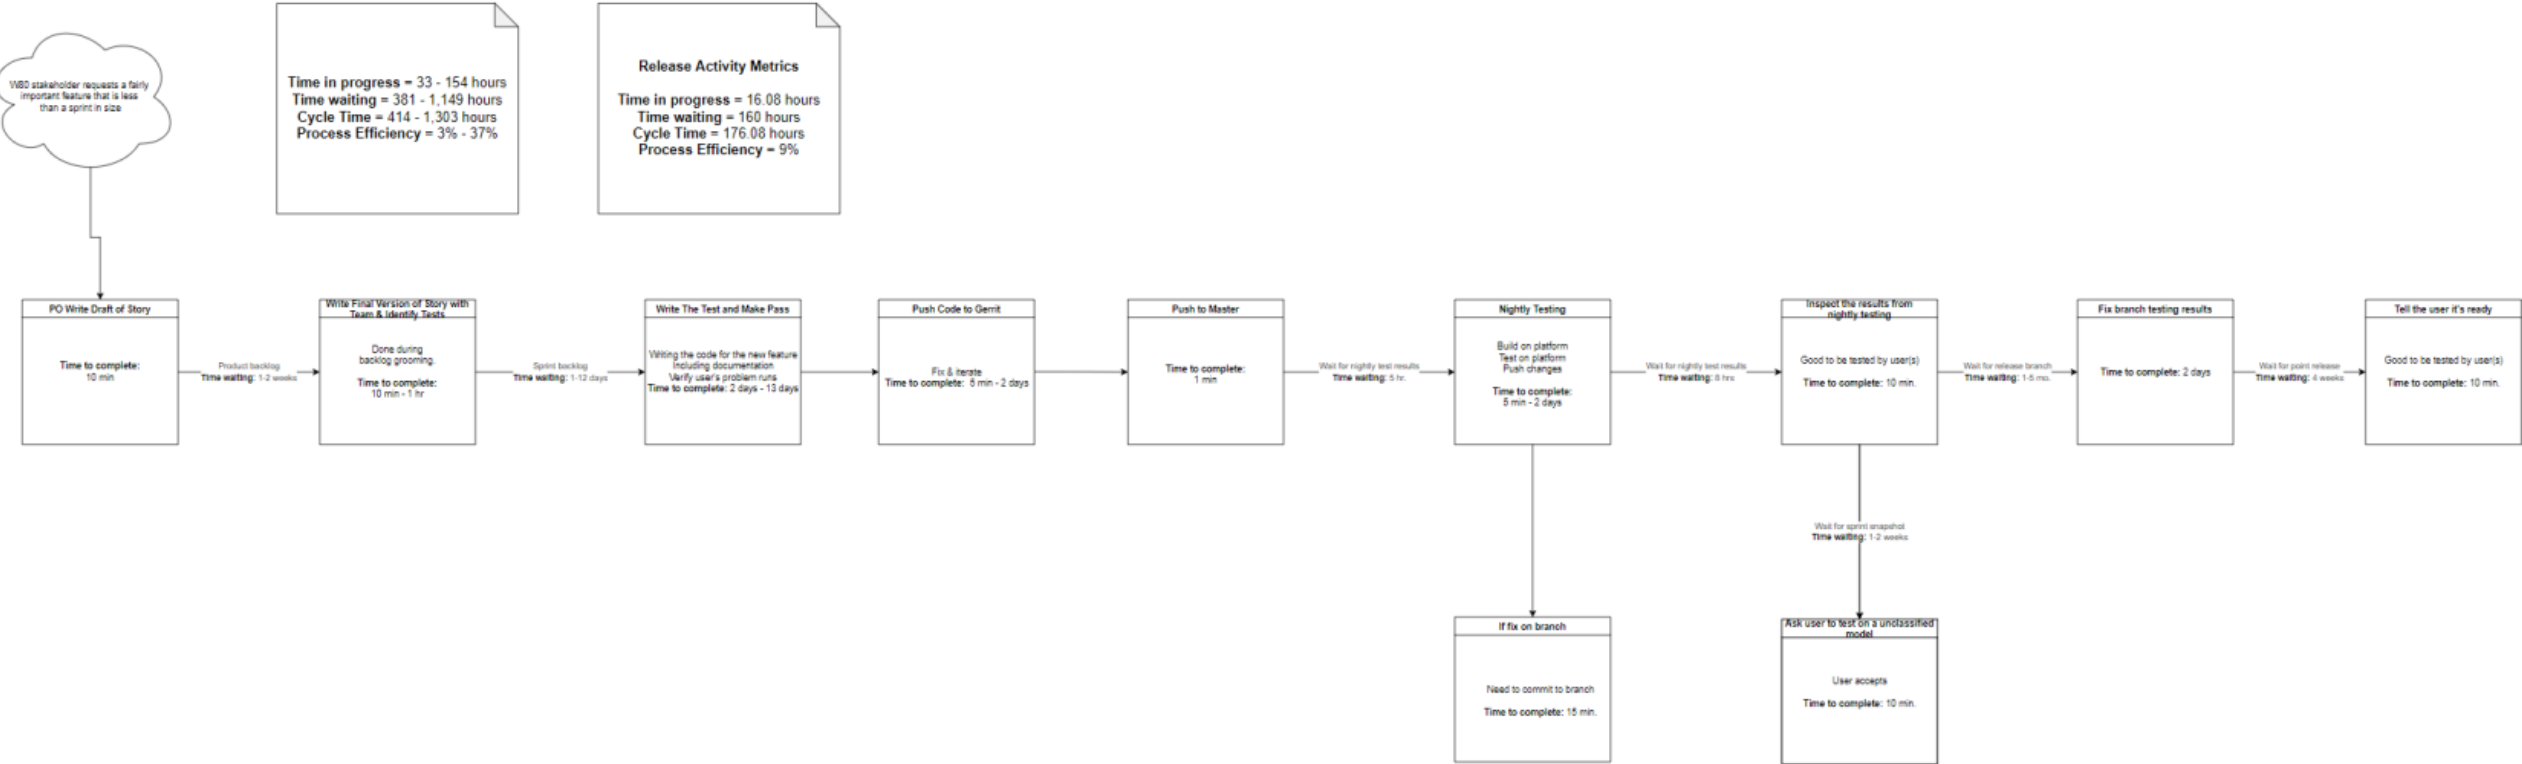 W80 stakeholder requests a fairly
important feature that is less
than a sprint in size
Time in progress = 33 - 154 hours
Time waiting = 381 - 1,149 hours
Cycle Time = 414 - 1,303 hours
Process Efficiency = 3% - 37%
Release Activity Metrics
Time in progress = 16.08 hours
Time waiting = 160 hours
Cycle Time = 176.08 hours
Process Efficiency = 9%
PO Write Draft of Story
Time to complete:
10 min
Product backlog
Time waiting: 1-2 weeks
Write Final Version of Story with
Team & Identify Tests
Done during
backlog grooming.
Time to complete:
10 min - 1 hr
Sprint backlog
Time waiting: 1-12 days
Write The Test and Make Pass
Writing the code for the new feature
Including documentation
Verify user's problem runs
Time to complete: 2 days - 13 days
Push Code to Gerrit
Fix & iterate
Time to complete: 5 min - 2 days
Push to Master
Time to complete:
1 min
Wait for nightly test results
Time waiting: 5 hr.
Nightly Testing
Build on platform
Test on platform
Push changes
Time to complete:
5 min - 2 days
Wait for nightly test results
Time waiting: hrs
Inspect the results from
nightly testing
Good to be tested by user(s)
Time to complete: 10 min.
Wait for release branch
Time waiting: 1-5 mo.
Fix branch testing results
Time to complete: 2 days
Wait for point release
Time waiting: 4 weeks
Tell the user it's ready
Good to be tested by user(s)
Time to complete: 10 min.
If fix on branch
Need to commit to branch
Time to complete: 15 min.
Wait for sprint snapshot
Time waiting: 1-2 weeks
Ask user to test on a unclassified
model
User accepts
Time to complete: 10 min.